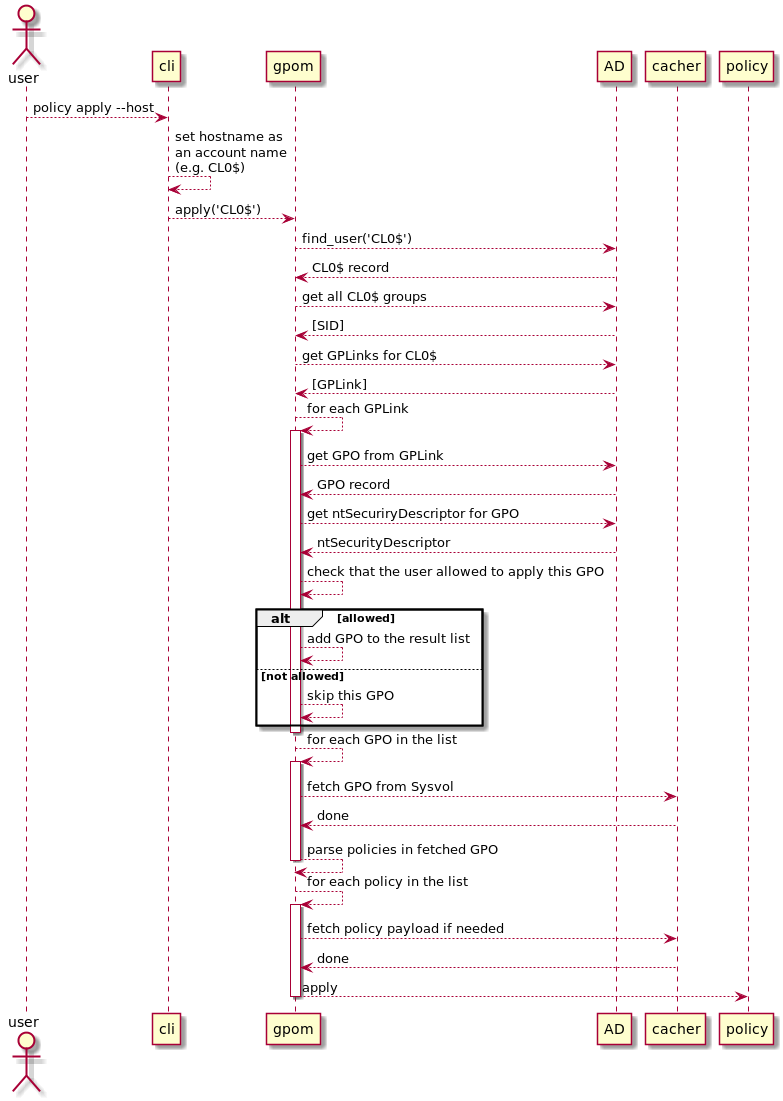 user
cli
gpom
AD
cacher
policy
policy apply --host
set hostname as
an account name
(e.g. CL0$)
apply('CL0$')
find_user('CL0$')
CL0$ record
get all CL0$ groups
[SID]
get GPLinks for CL0$
[GPLink]
for each GPLink
get GPO from GPLink
GPO record
get ntSecuriryDescriptor for GPO
ntSecurityDescriptor
check that the user allowed to apply this GPO
alt
[allowed]
add GPO to the result list
[not allowed]
skip this GPO
for each GPO in the list
fetch GPO from Sysvol
done
parse policies in fetched GPO
for each policy in the list
fetch policy payload if needed
done
apply
user
cli
gpom
AD
cacher
policy